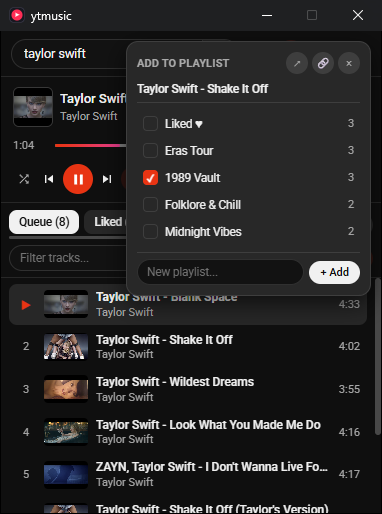 ytmusic
taylor swift
ADD TO PLAYLIST
Taylor Swift - Shake It Off
Taylor Swift
Taylor Swift
1:04
Liked ♥ 3
Eras Tour 3
1989 Vault 3
Folklore & Chill 2
Midnight Vibes 2
Queue (8)
Liked
New playlist...
+ Add
Filter tracks...
Taylor Swift - Blank Space
Taylor Swift
4:33
2
Taylor Swift - Shake It Off
Taylor Swift
4:02
3
Taylor Swift - Wildest Dreams
Taylor Swift
3:55
4
Taylor Swift - Look What You Made Me Do
Taylor Swift
4:16
5
ZAYN, Taylor Swift - I Don't Wanna Live Fo...
Taylor Swift
4:17
Taylor Swift - Shake It Off (Taylor's Version)